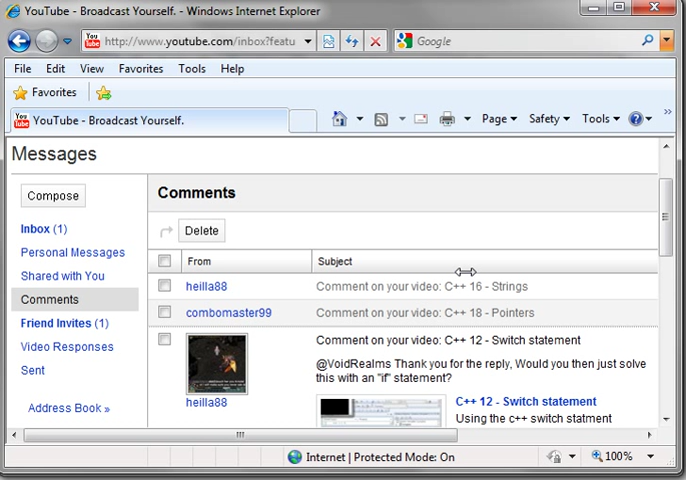 YouTube - Broadcast Yourself. - Windows Internet Explorer
You Tube http://www.youtube.com/inbox?featu Google
File Edit View Favorites Tools Help
Favorites
You Tube YouTube - Broadcast Yourself. Page Safety Tools
Messages
Compose
Inbox (1)
Personal Messages
Shared with You
Comments
Friend Invites (1)
Video Responses
Sent
Address Book »
Comments
Delete
From Subject
heilla88 Comment on your video: C++ 16 - Strings
combomaster99 Comment on your video: C++ 18 - Pointers
Comment on your video: C++ 12 - Switch statement
@VoidRealms Thank you for the reply, Would you then just solve
this with an "if" statement?
heilla88
C++ 12 - Switch statement
Using the c++ switch statment
Internet | Protected Mode: On 100%